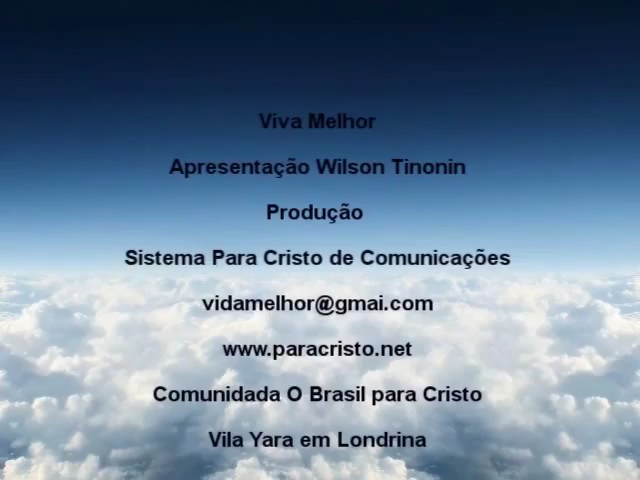 Viva Melhor
Apresentação Wilson Tinonin
Produção
Sistema Para Cristo de Comunicações
vidamelhor@gmai.com
www.paracristo.net
Comunidada O Brasil para Cristo
Vila Yara em Londrina